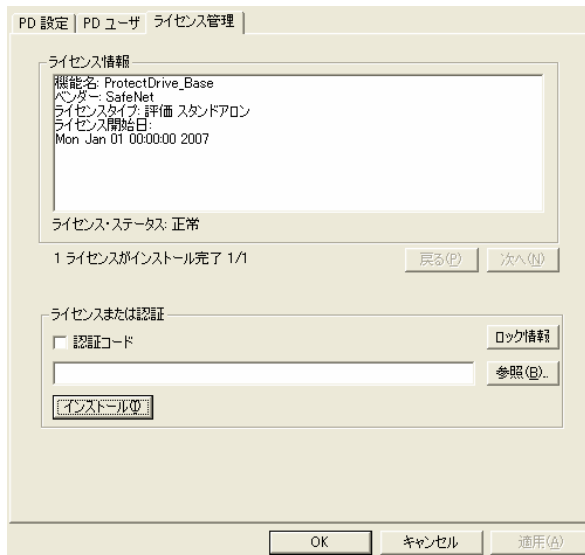 PD 設定 PD ユーザ ライセンス管理
ライセンス情報
機能名: ProtectDrive_Base
ベンダー: SafeNet
ライセンスタイプ: 評価 スタンドアロン
ライセンス開始日:
Mon Jan 01 00:00:00 2007
ライセンス・ステータス: 正常
1 ライセンスがインストール完了 1/1
戻る(P) 次へ(N)
ライセンスまたは認証
認証コード
ロック情報
参照(B)..
インストール(I)
OK キャンセル 適用(A)